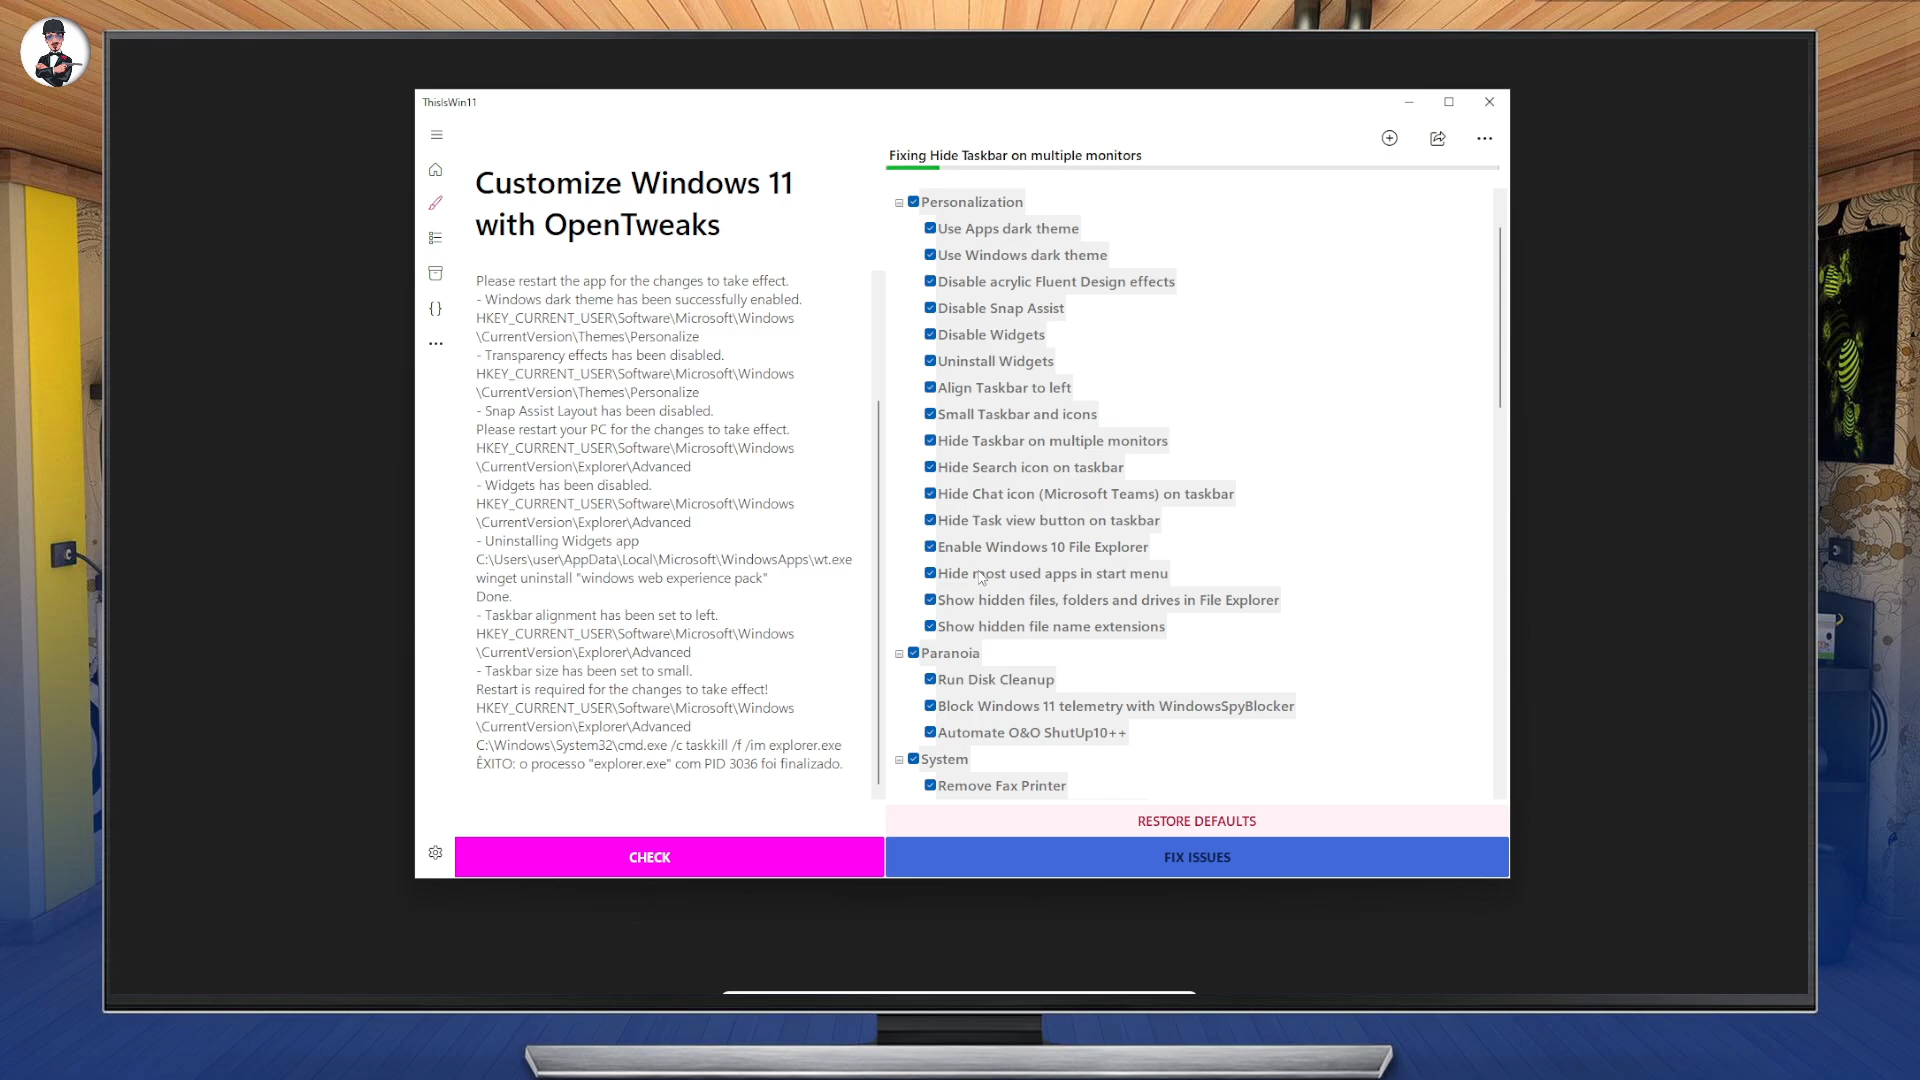 ThisIsWin11
Customize Windows 11
with OpenTweaks
Please restart the app for the changes to take effect.
- Windows dark theme has been successfully enabled.
HKEY_CURRENT_USER\Software\Microsoft\Windows
\CurrentVersion\Themes\Personalize
- Transparency effects has been disabled.
HKEY_CURRENT_USER\Software\Microsoft\Windows
\CurrentVersion\Themes\Personalize
- Snap Assist Layout has been disabled.
Please restart your PC for the changes to take effect.
HKEY_CURRENT_USER\Software\Microsoft\Windows
\CurrentVersion\Explorer\Advanced
- Widgets has been disabled.
HKEY_CURRENT_USER\Software\Microsoft\Windows
\CurrentVersion\Explorer\Advanced
- Uninstalling Widgets app
C:\Users\user\AppData\Local\Microsoft\WindowsApps\wt.exe
winget uninstall "windows web experience pack"
Done.
- Taskbar alignment has been set to left.
HKEY_CURRENT_USER\Software\Microsoft\Windows
\CurrentVersion\Explorer\Advanced
- Taskbar size has been set to small.
Restart is required for the changes to take effect!
HKEY_CURRENT_USER\Software\Microsoft\Windows
\CurrentVersion\Explorer\Advanced
C:\Windows\System32\cmd.exe /c taskkill /f /im explorer.exe
ÊXITO: o processo "explorer.exe" com PID 3036 foi finalizado.
CHECK
Fixing Hide Taskbar on multiple monitors
Personalization
Use Apps dark theme
Use Windows dark theme
Disable acrylic Fluent Design effects
Disable Snap Assist
Disable Widgets
Uninstall Widgets
Align Taskbar to left
Small Taskbar and icons
Hide Taskbar on multiple monitors
Hide Search icon on taskbar
Hide Chat icon (Microsoft Teams) on taskbar
Hide Task view button on taskbar
Enable Windows 10 File Explorer
Hide most used apps in start menu
Show hidden files, folders and drives in File Explorer
Show hidden file name extensions
Paranoia
Run Disk Cleanup
Block Windows 11 telemetry with WindowsSpyBlocker
Automate O&O ShutUp10++
System
Remove Fax Printer
RESTORE DEFAULTS
FIX ISSUES